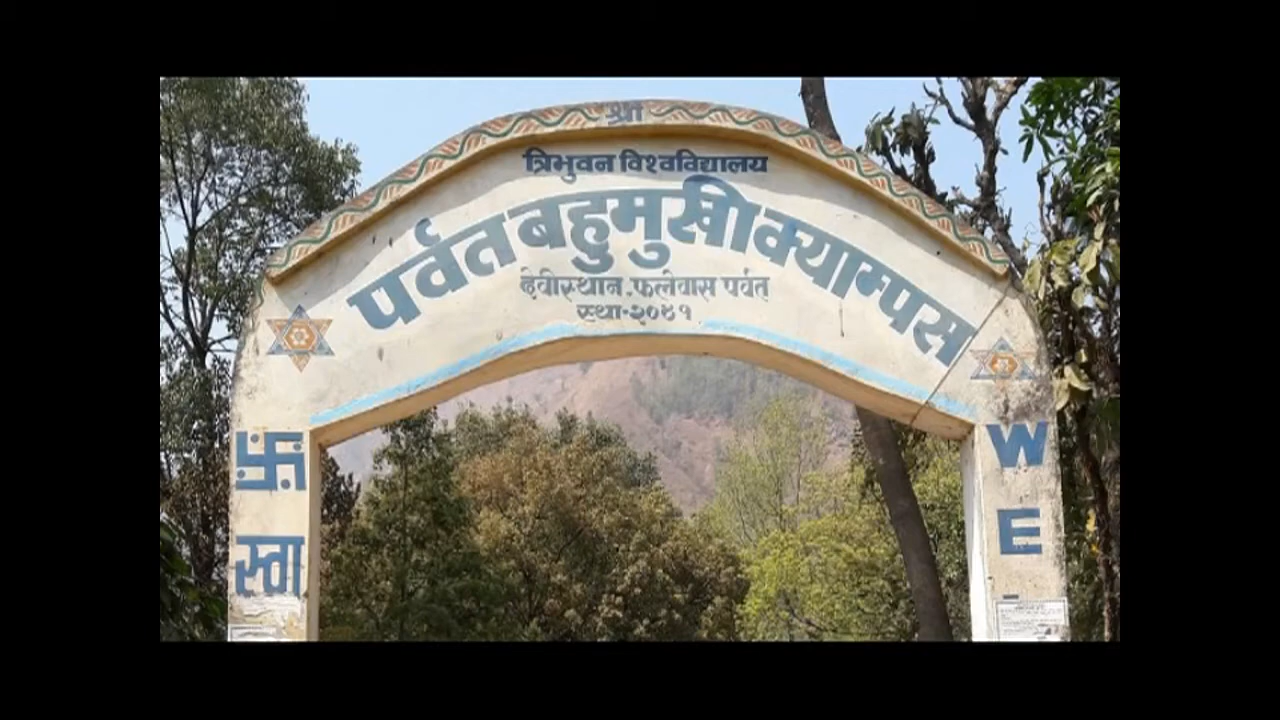 श्री
त्रिभुवन विश्वविद्यालय
पर्वत बहुमुखी क्याम्पस
देवीस्थान, फलेवास पर्वत
स्था-२०४१
स्वा
W
E